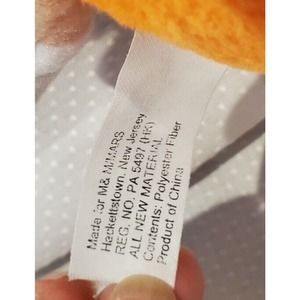 Made for M& M/MARS
Hackettstown, New Jersey
REG. NO. PA 5497 (HK)
ALL NEW MATERIAL
Contents: Polyester Fiber
Product of China